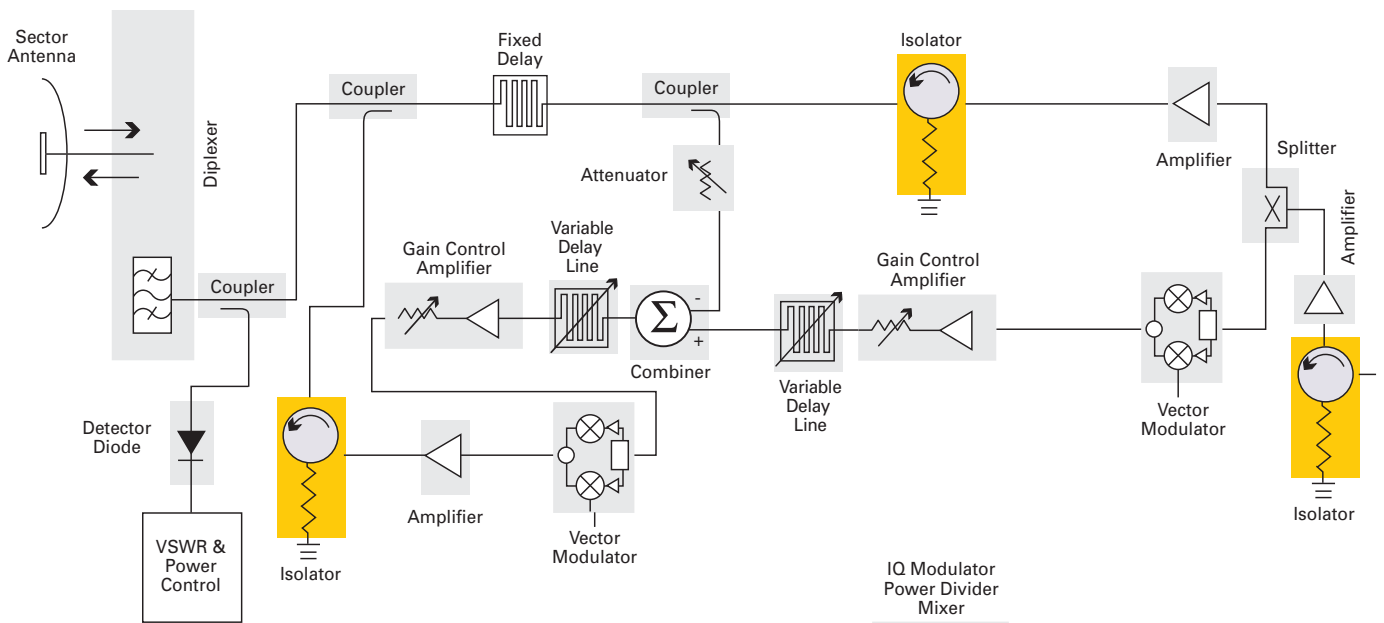 Sector
Antenna
Diplexer
Coupler
Fixed
Delay
Coupler
Isolator
Amplifier
Splitter
Amplifier
Attenuator
Gain Control
Amplifier
Variable
Delay
Line
Coupler
-
Σ
+
Combiner
Gain Control
Amplifier
Variable
Delay
Line
Vector
Modulator
Isolator
Detector
Diode
VSWR &
Power
Control
Isolator
Amplifier
Vector
Modulator
IQ Modulator
Power Divider
Mixer